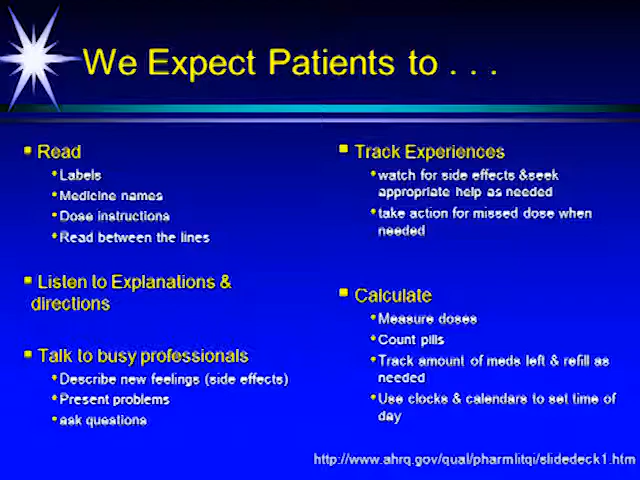 We Expect Patients to . . .
Read
Labels
Medicine names
Dose instructions
Read between the lines
Listen to Explanations &
directions
Talk to busy professionals
Describe new feelings (side effects)
Present problems
ask questions
Track Experiences
watch for side effects &seek
appropriate help as needed
take action for missed dose when
needed
Calculate
Measure doses
Count pills
Track amount of meds left & refill as
needed
Use clocks & calendars to set time of
day
http://www.ahrq.gov/qual/pharmlitqi/slidedeck1.htm